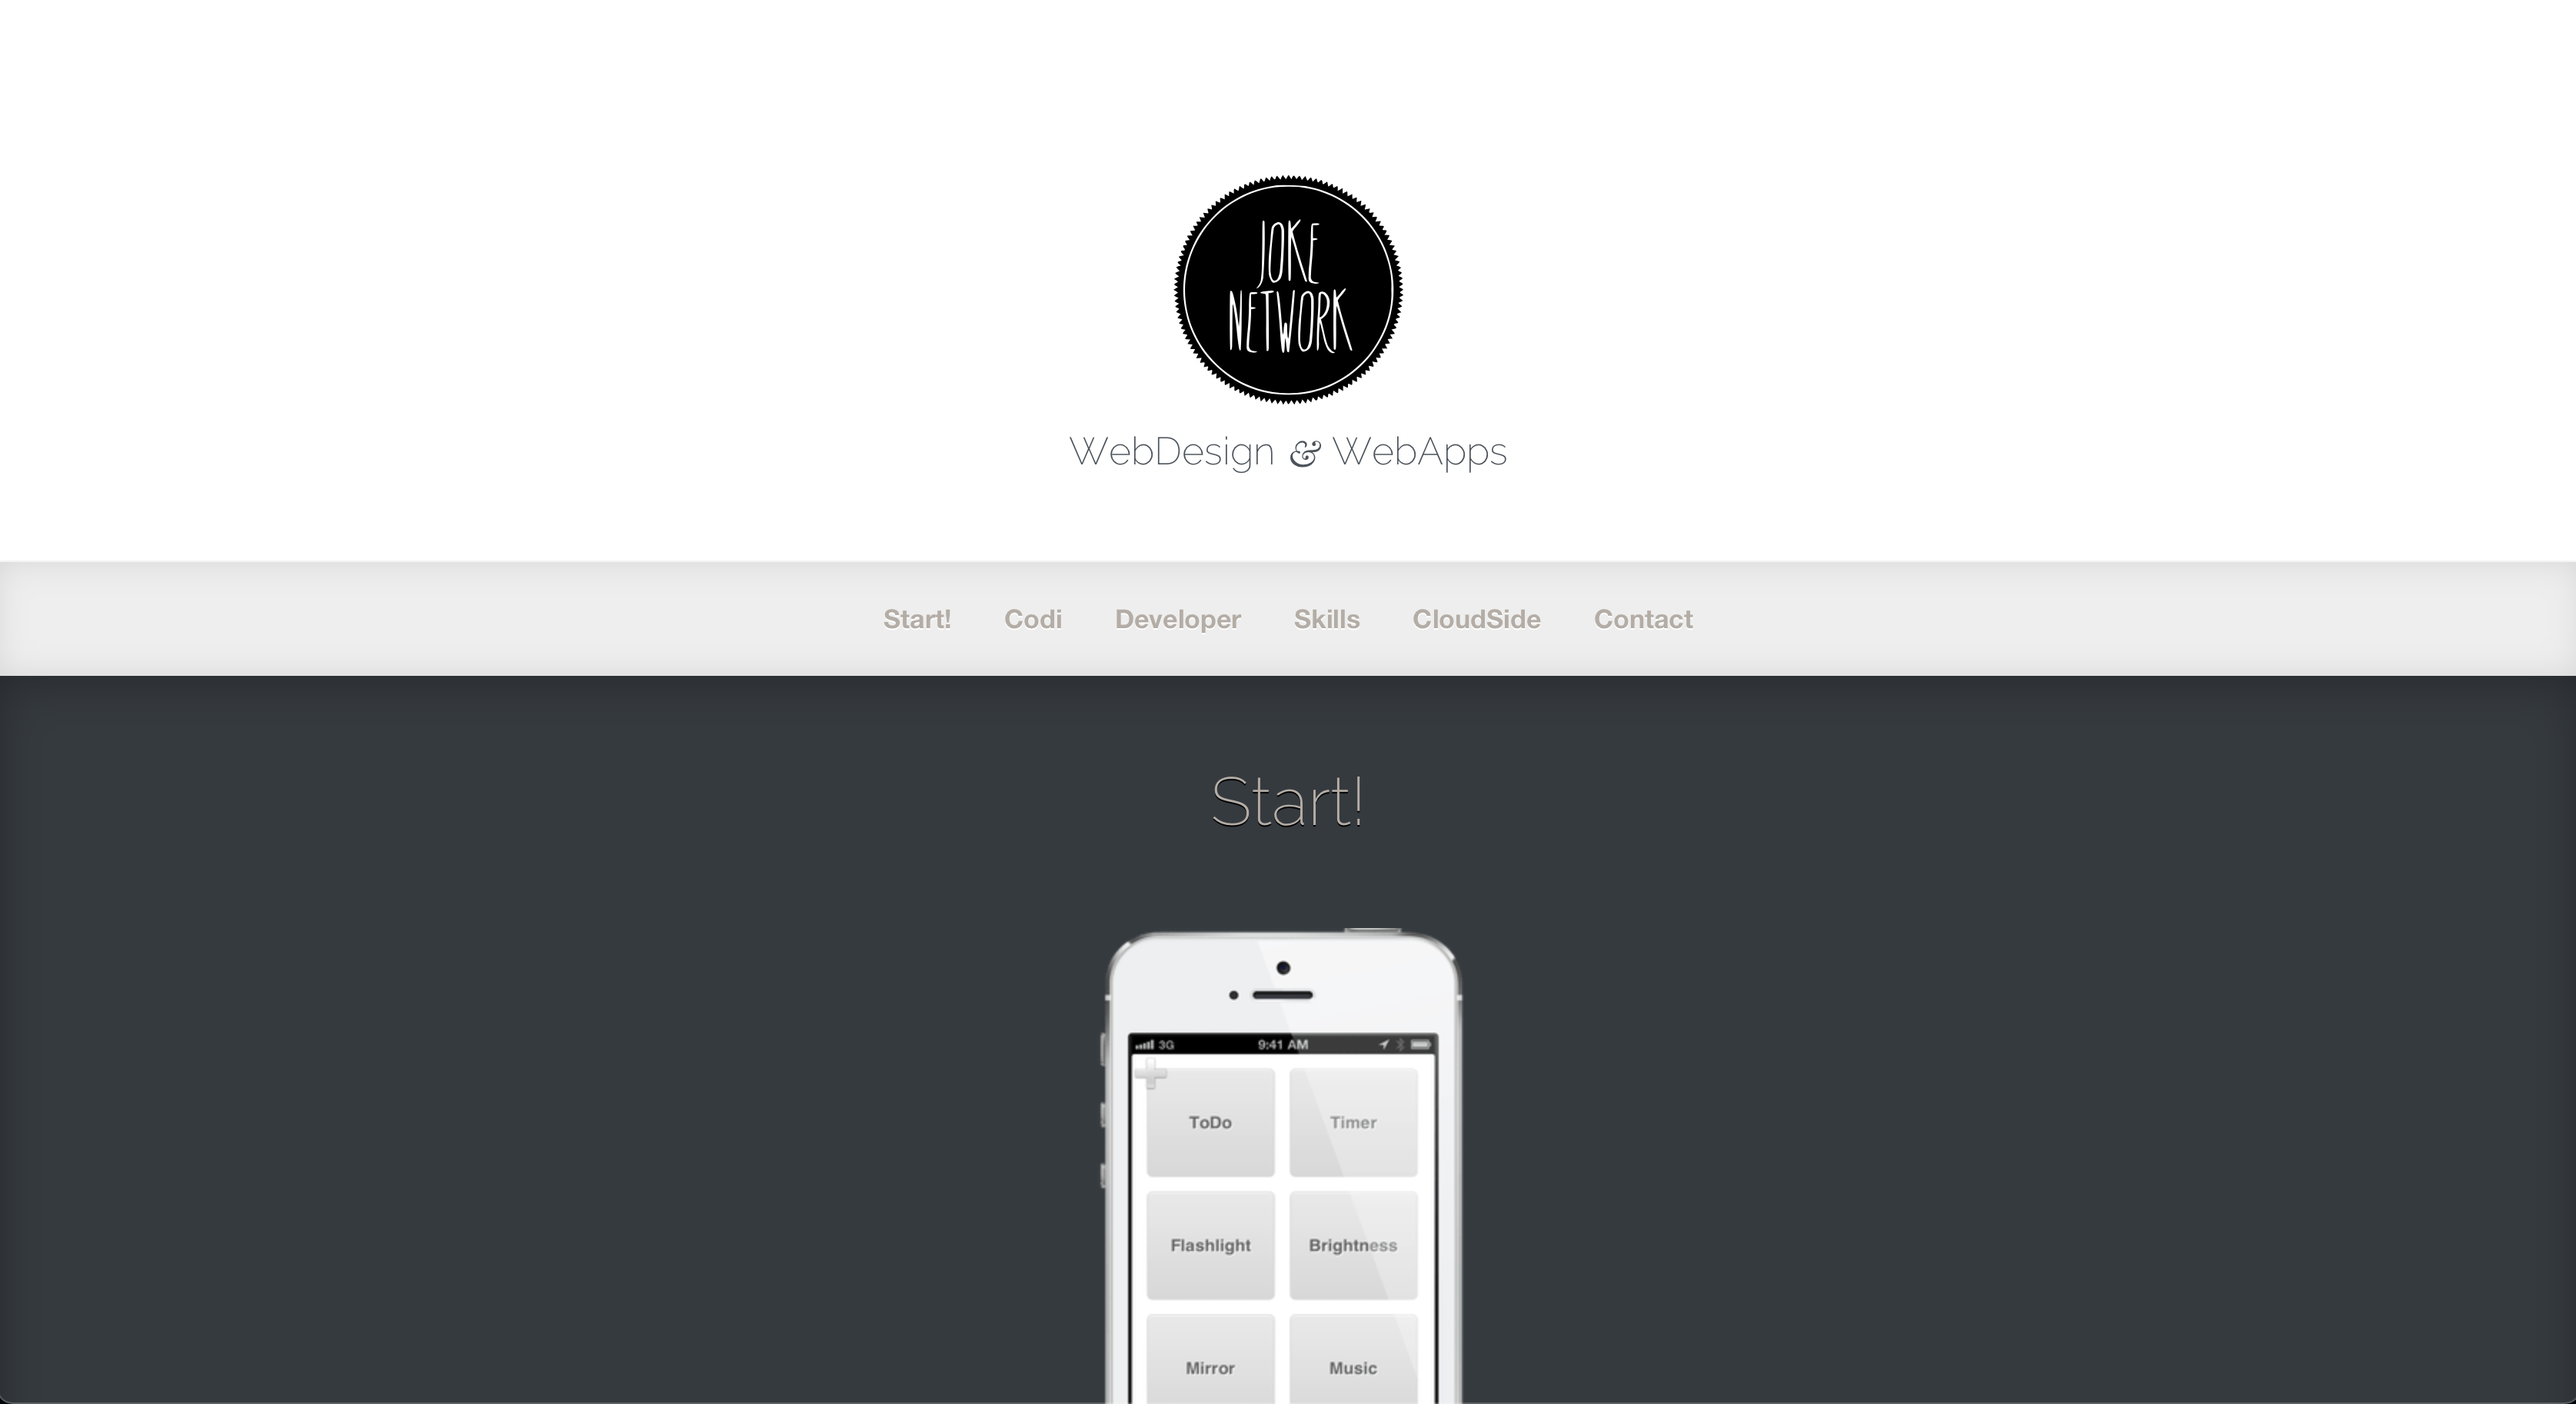 JOKE
NETWORK
WebDesign & WebApps
Start! Codi Developer Skills CloudSide Contact
Start!
3G 9:41 AM
ToDo Timer
Flashlight Brightness
Mirror Music